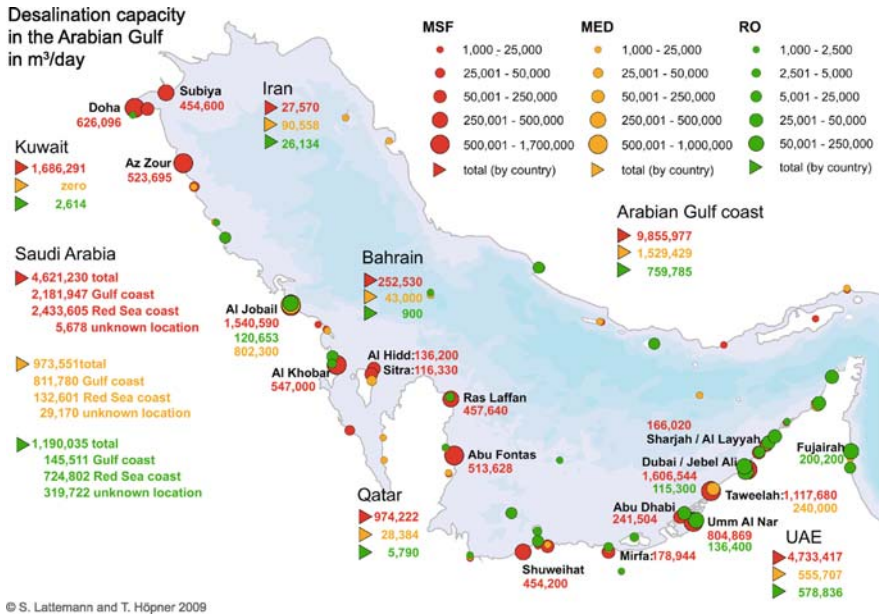 Desalination capacity
in the Arabian Gulf
in m³/day
MSF
1,000 - 25,000
25,001 - 50,000
50,001 - 250,000
250,001 - 500,000
500,001 - 1,700,000
total (by country)
MED
1,000 - 25,000
25,001 - 50,000
50,001 - 250,000
250,001 - 500,000
500,001 - 1,000,000
total (by country)
RO
1,000 - 2,500
2,501 - 5,000
5,001 - 25,000
25,001 - 50,000
50,001 - 250,000
total (by country)
Subiya
454,600
Doha
626,096
Iran
27,570
90,558
26,134
Kuwait
1,686,291
zero
2,614
Az Zour
523,695
Arabian Gulf coast
9,855,977
1,529,429
759,785
Saudi Arabia
4,621,230 total
2,181,947 Gulf coast
2,433,605 Red Sea coast
5,678 unknown location
973,551total
811,780 Gulf coast
132,601 Red Sea coast
29,170 unknown location
1,190,035 total
145,511 Gulf coast
724,802 Red Sea coast
319,722 unknown location
Bahrain
252,530
43,000
900
Al Jobail
1,540,590
120,653
802,300
Al Hidd:136,200
Sitra:116,330
Al Khobar
547,000
Ras Laffan
457,640
Abu Fontas
513,628
166,020
Sharjah / Al Layyah
Dubai / Jebel Ali
1,606,544
115,300
Fujairah
200,200
Taweelah:1,117,680
240,000
Abu Dhabi
241,504
Umm Al Nar
804,869
136,400
Qatar
974,222
28,384
5,790
Shuweihat
454,200
Mirfa:178,944
UAE
4,733,417
555,707
578,836
© S. Lattemann and T. Höpner 2009